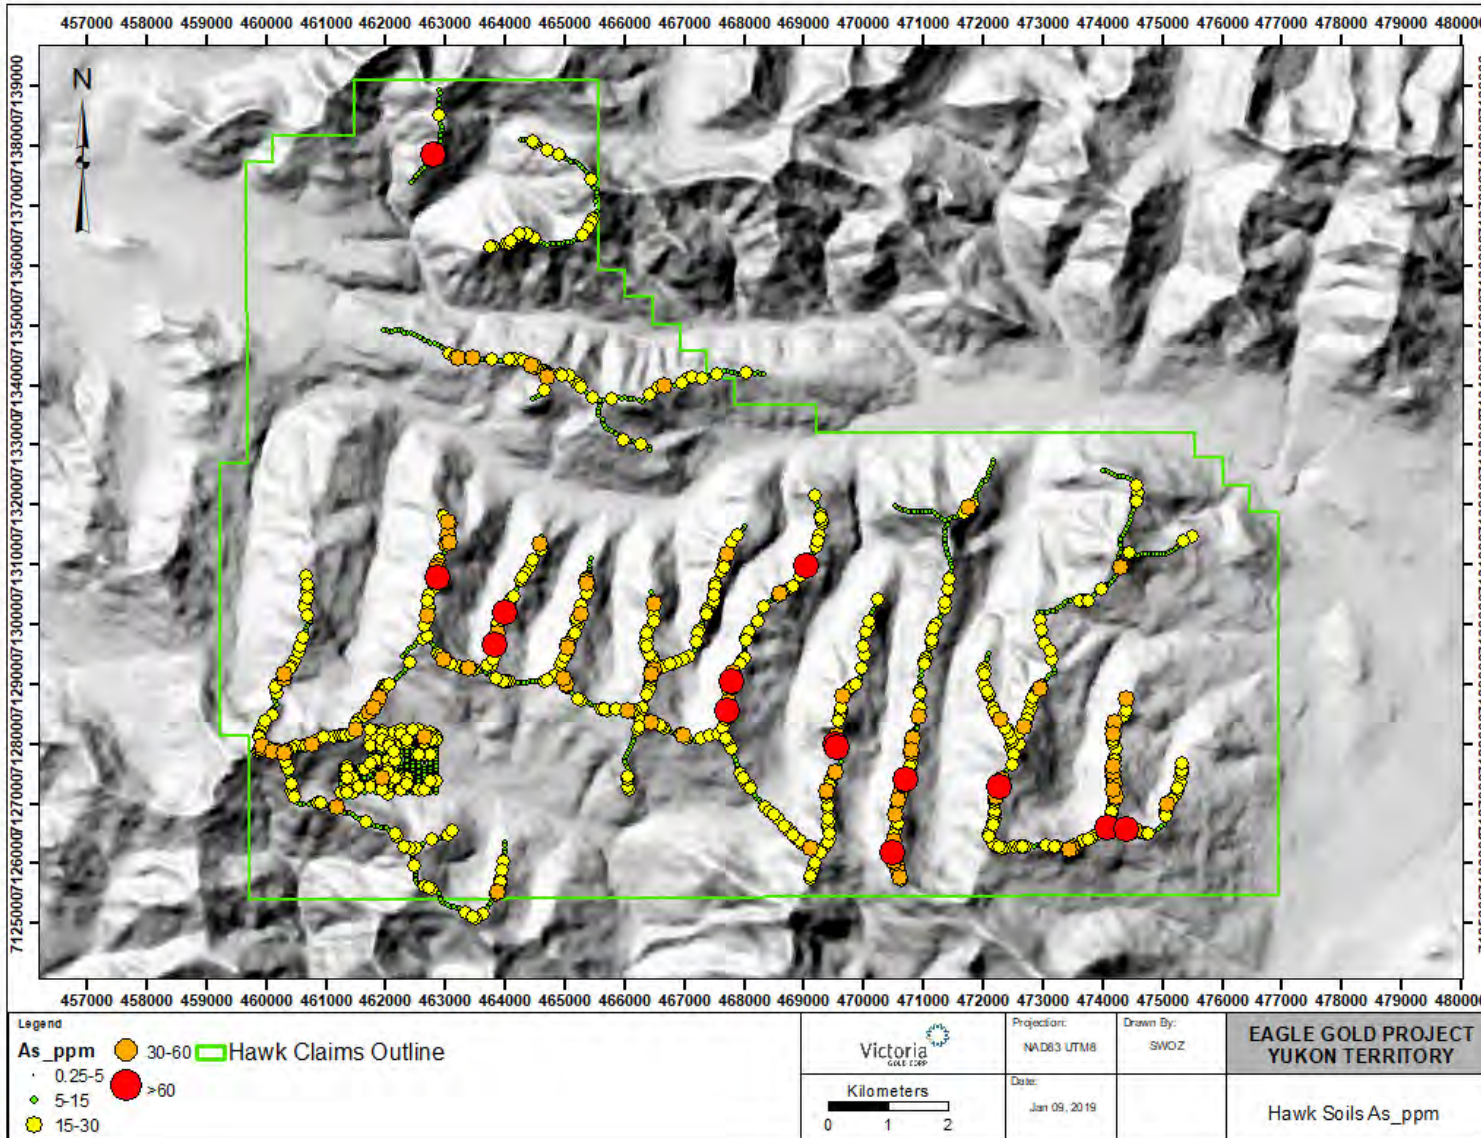 457000 458000 459000 460000 461000 462000 463000 464000 465000 466000 467000 468000 469000 470000 471000 472000 473000 474000 475000 476000 477000 478000 479000 480000
N
7139000
7138000
7137000
7136000
7135000
7134000
7133000
7132000
7131000
7130000
7129000
7128000
7127000
7126000
7125000
457000 458000 459000 460000 461000 462000 463000 464000 465000 466000 467000 468000 469000 470000 471000 472000 473000 474000 475000 476000 477000 478000 479000 480000
Legend
As_ppm
0.25-5
5-15
15-30
30-60
>60
Hawk Claims Outline
Victoria
GOLD CORP
Kilometers
0 1 2
Projection:
NAD83 UTM8
Drawn By:
SWOZ
Date:
Jan 09, 2019
EAGLE GOLD PROJECT
YUKON TERRITORY
Hawk Soils As_ppm